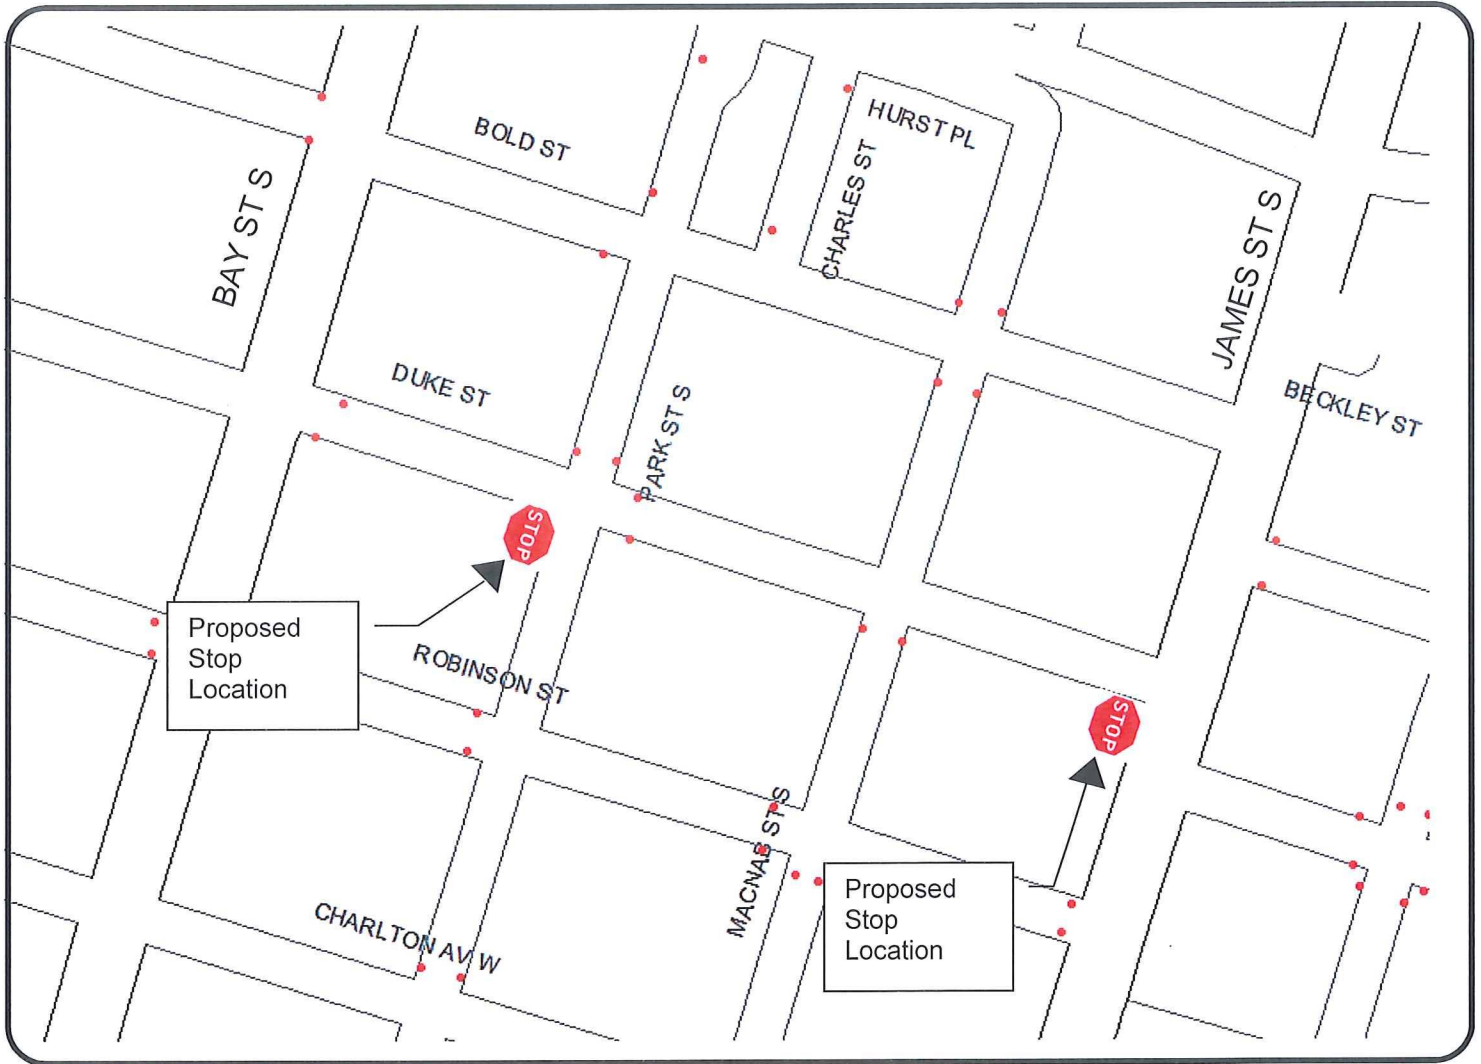 BOLD ST
HURST PL
CHARLES ST
BAY ST S
JAMES ST S
DUKE ST
PARK ST S
BECKLEY ST
STOP
Proposed
Stop
Location
ROBINSON ST
STOP
MACNAB ST S
Proposed
Stop
Location
CHARLTON AV W